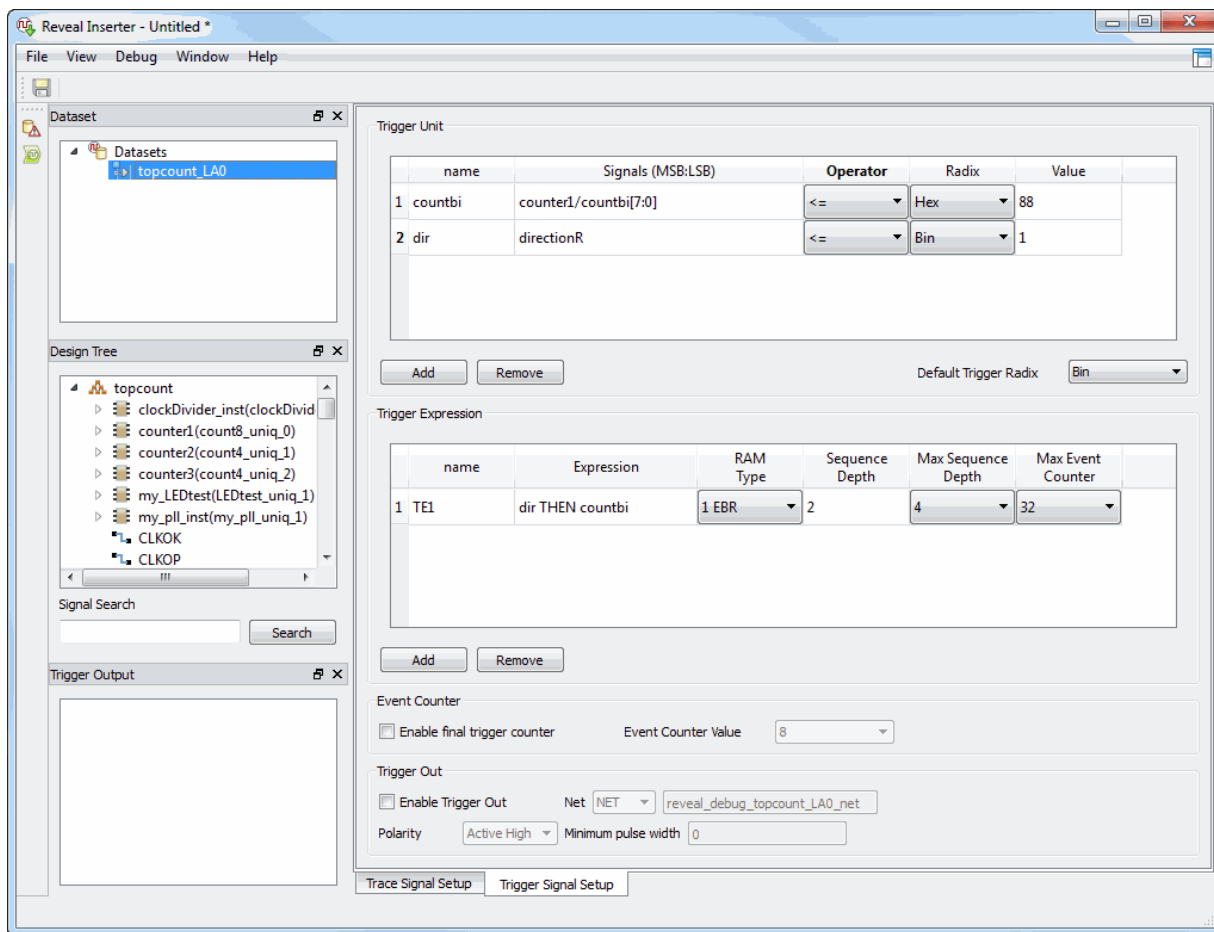 Reveal Inserter - Untitled *
File View Debug Window Help
Dataset
Datasets
topcount_LA0
Design Tree
topcount
clockDivider_inst(clockDivid
counter1(count8_uniq_0)
counter2(count4_uniq_1)
counter3(count4_uniq_2)
my_LEDtest(LEDtest_uniq_1)
my_pll_inst(my_pll_uniq_1)
CLKOK
CLKOP
Signal Search
Search
Trigger Output
Trigger Unit
name Signals (MSB:LSB) Operator Radix Value
1 countbi counter1/countbi[7:0] <= Hex 88
2 dir directionR <= Bin 1
Add Remove Default Trigger Radix Bin
Trigger Expression
name Expression RAM Type Sequence Depth Max Sequence Depth Max Event Counter
1 TE1 dir THEN countbi 1 EBR 2 4 32
Add Remove
Event Counter
Enable final trigger counter Event Counter Value 8
Trigger Out
Enable Trigger Out Net NET reveal_debug_topcount_LA0_net
Polarity Active High Minimum pulse width 0
Trace Signal Setup Trigger Signal Setup